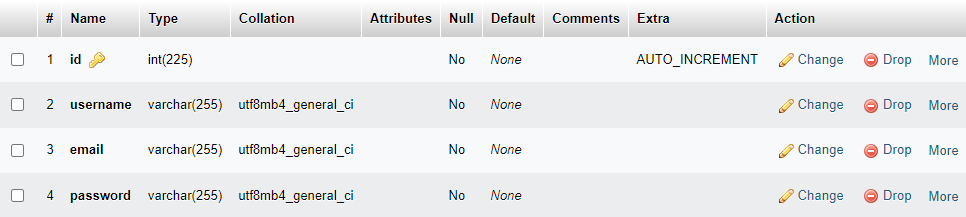 # Name Type Collation Attributes Null Default Comments Extra Action
1 id int(225) No None AUTO_INCREMENT Change Drop More
2 username varchar(255) utf8mb4_general_ci No None Change Drop More
3 email varchar(255) utf8mb4_general_ci No None Change Drop More
4 password varchar(255) utf8mb4_general_ci No None Change Drop More